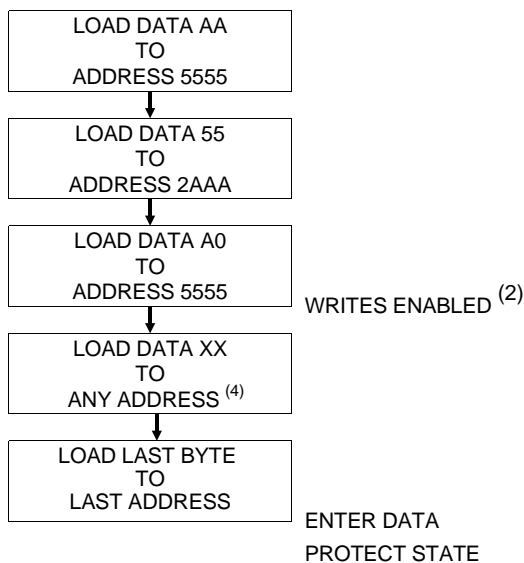 LOAD DATA AA
TO
ADDRESS 5555
LOAD DATA 55
TO
ADDRESS 2AAA
LOAD DATA A0
TO
ADDRESS 5555
WRITES ENABLED (2)
LOAD DATA XX
TO
ANY ADDRESS (4)
LOAD LAST BYTE
TO
LAST ADDRESS
ENTER DATA
PROTECT STATE